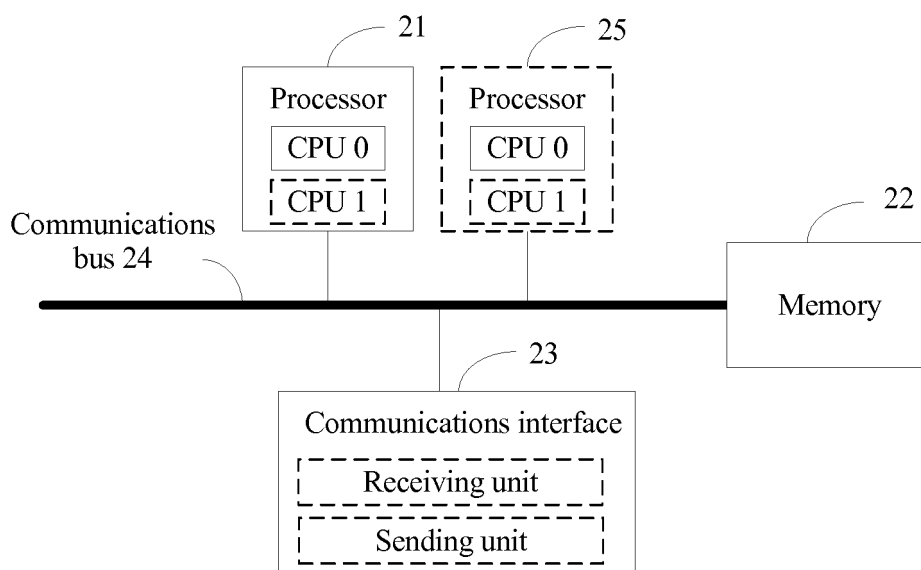 21
25
Processor
CPU 0
CPU 1
Processor
CPU 0
CPU 1
Communications
bus 24
22
Memory
23
Communications interface
Receiving unit
Sending unit